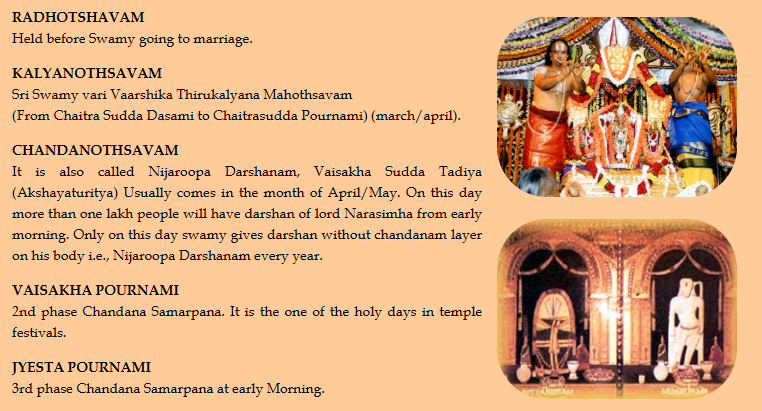 RADHOTSHAVAM
Held before Swamy going to marriage.
KALYANOTHSAVAM
Sri Swamy vari Vaarshika Thirukalyana Mahothsavam
(From Chaitra Sudda Dasami to Chaitrasudda Pournami) (march/april).
CHANDANOTHSAVAM
It is also called Nijaroopa Darshanam, Vaisakha Sudda Tadiya
(Akshayaturitya) Usually comes in the month of April/May. On this day
more than one lakh people will have darshan of lord Narasimha from early
morning. Only on this day swamy gives darshan without chandanam layer
on his body i.e., Nijaroopa Darshanam every year.
VAISAKHA POURNAMI
2nd phase Chandana Samarpana. It is the one of the holy days in temple
festivals.
JYESTA POURNAMI
3rd phase Chandana Samarpana at early Morning.